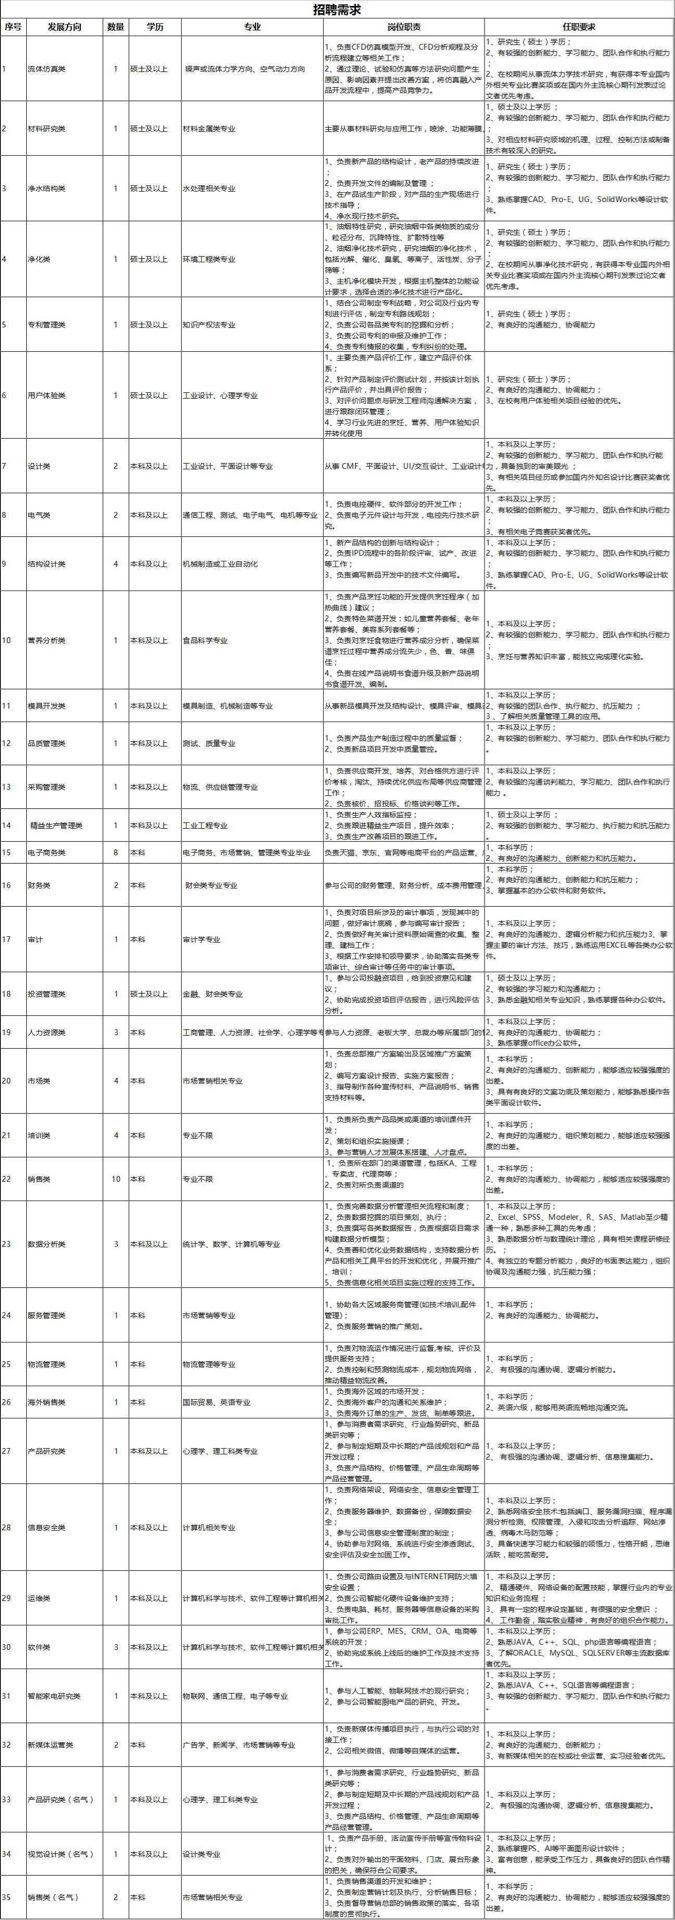 招聘需求
序号 发展方向 数量 学历 专业 岗位职责 任职要求
1 流体仿真类 1 硕士及以上 噪声或流体力学方向、空气动力方向
1、负责CFD仿真模型开发、CFD分析规程及分
析流程建立等相关工作；
2、通过理论、试验和仿真等方法研究问题产生
原因、影响因素并提出改善方案，将仿真融入产
品开发流程中，提高产品竞争力。
1、研究生（硕士）学历；
2、有较强的创新能力、学习能力、团队合作和执行能力
；
2、在校期间从事流体力学技术研究，有获得本专业国内
外相关专业比赛奖项或在国内外主流核心期刊发表过论
文者优先考虑。
2 材料研究类 1 硕士及以上 材料金属类专业
主要从事材料研究与应用工作，喷涂、功能薄膜、
1、硕士及以上学历；
2、有较强的创新能力、学习能力、团队合作和执行能力
；
3、对相应材料研究领域的机理、过程、控制方法或制备
技术有较深入的研究。
3 净水结构类 1 硕士及以上 水处理相关专业
1、负责新产品的结构设计，老产品的持续改进
；
2、负责开发文件的编制及管理；
3、在产品试生产阶段，对产品的生产现场进行
技术指导；
4、净水现行技术研究。
1、研究生（硕士）学历；
2、有较强的创新能力、学习能力、团队合作和执行能力
；
3、熟练掌握CAD、Pro-E、UG、SolidWorks等设计软
件。
4 净化类 1 硕士及以上 环境工程类专业
1、油烟特性研究，研究油烟中各类物质的成分
、粒径分布、沉降特性、扩散特性等
2、油烟净化技术研究，研究油烟的净化技术，
包括光解、催化、臭氧、等离子、活性炭、分子
筛等；
3、主机净化模块开发，根据主机整体的功能设
计要求，选择合适的净化技术进行产品化。
1、研究生（硕士）学历；
2、有较强的创新能力、学习能力、团队合作和执行能力
；
2、在校期间从事净化技术研究，有获得本专业国内外相
关专业比赛奖项或在国内外主流核心期刊发表过论文者
优先考虑。
5 专利管理类 1 硕士及以上 知识产权法专业
1、结合公司制定专利战略，对公司及行业内专
利进行评估，制定专利路线规划；
2、负责公司各品类专利的挖掘和分析；
3、负责公司专利的申报及维护工作；
4、负责专利情报的收集，专利纠纷的处理。
1、研究生（硕士）学历；
2、有良好的沟通能力、协调能力
6 用户体验类 1 硕士及以上 工业设计、心理学专业
1、主要负责产品评价工作，建立产品评价体
系；
2、针对产品制定评价测试计划，并按该计划执
行产品评价，并出具评价报告；
3、对评价问题点与研发工程师沟通解决方案，
进行跟踪闭环管理；
4、学习行业先进的烹饪、营养、用户体验知识
并转化使用
1、研究生（硕士）学历；
2、有良好的沟通能力、协调能力；
3、在校有用户体验相关项目经验的优先。
7 设计类 2 本科及以上 工业设计、平面设计等专业
从事 CMF、平面设计、UI/交互设计、工业设计等
1、本科及以上学历；
2、有较强的创新能力、学习能力、团队合作和执行能
力，具备独到的审美眼光；
3、有相关项目经历或参加国内外知名设计比赛获奖者优
先。
8 电气类 2 本科及以上 通信工程、测试、电子电气、电机等专业
1、负责电控硬件、软件部分的开发工作；
2、负责电子元件设计与开发，电控先行技术研
究。
1、本科及以上学历；
2、有较强的创新能力、学习能力、团队合作和执行能力
；
3、有相关电子竞赛获奖者优先。
9 结构设计类 4 本科及以上 机械制造或工业自动化
1、新产品结构的创新与结构设计；
2、负责IPD流程中的各阶段评审、试产、改进
等工作；
3、负责编写新品开发中的技术文件编写。
1、本科及以上学历；
2、有较强的创新能力、学习能力、团队合作和执行能力
；
3、熟练掌握CAD、Pro-E、UG、SolidWorks等设计软
件。
10 营养分析类 1 本科及以上 食品科学专业
1、负责产品烹饪功能的开发提供烹饪程序（加
热曲线）建议；
2、负责特色菜谱开发：如儿童营养套餐、老年
营养套餐、美容系列套餐等；
3、负责对烹饪食物进行营养成分分析，确保菜
谱烹饪过程中营养成分流失少，色、香、味俱
佳；
4、负责在线产品说明书食谱升级及新产品说明
书食谱开发、编制。
1、本科及以上学历；
2、有较强的创新能力、学习能力、团队合作和执行能力
；
3、烹饪与营养知识丰富，能独立完成理化实验。
11 模具开发类 1 本科及以上 模具制造、机械制造等专业
从事新品模具开发及结构设计、模具评审、模具
1、本科及以上学历；
2、有较强的团队合作、执行能力、抗压能力；
3、了解相关质量管理工具的应用。
12 品质管理类 1 本科及以上 测试、质量专业
1、负责产品生产制造过程中的质量监督；
2、负责新品项目开发中质量管控。
1、本科及以上学历；
2、有较强的创新能力、学习能力、团队合作和执行能力
。
13 采购管理类 1 本科及以上 物流、供应链管理专业
1、负责供应商开发、培养、对合格供方进行评
价考核，淘汰、持续优化供应布局等供应商管理
工作；
2、负责核价、招投标、价格谈判等工作。
1、本科及以上学历；
2、有较强的沟通谈判能力、学习能力、团队合作和执行
能力。
14 精益生产管理类 1 本科及以上 工业工程专业
1、负责生产人效指标监控；
2、负责跟进精益生产项目，提升效率；
3、负责生产改善项目的跟进工作。
1、硕士及以上学历；
2、有较强的创新能力、学习能力、执行能力和抗压能力
。
15 电子商务类 8 本科 电子商务、市场营销、管理类专业毕业
负责天猫、京东、官网等电商平台的产品运营、
1、本科学历；
2、有良好的沟通能力、创新能力和抗压能力。
16 财务类 2 本科 财会类专业专业
参与公司的财务管理、财务分析、成本费用管理、
1、本科及以上学历；
2、有良好的沟通能力、创新能力和抗压能力；
3、掌握基本的办公软件和财务软件。
17 审计 1 本科 审计学专业
1、负责对项目所涉及的审计事项，发现其中的
问题，做好审计底稿，参与编写审计报告；
2、负责做好有关审计资料原始调查的收集、整
理、建档工作；
3、根据工作安排和领导要求，协助落实各类专
项审计、综合审计等任务中的审计事项。
1、本科及以上学历；
2、有良好的沟通能力、逻辑分析能力和抗压能力3、掌
握主要的审计方法、技巧，熟练运用EXCEL等各类办公软
件。
18 投资管理类 1 硕士及以上 金融、财会类专业
1、参与公司投融资项目，给到投资意见和建
议；
2、协助完成投资项目评估报告，进行风险评估
分析。
1、硕士及以上学历；
2、有较强的学习能力和沟通能力；
3、熟悉金融知相关专业知识，熟练掌握各种办公软件。
19 人力资源类 3 本科 工商管理、人力资源、社会学、心理学等专
参与人力资源、老板大学、总裁办等所属部门的
1、本科及以上学历；
2、有良好的沟通能力、协调能力；
3、熟练掌握office办公软件。
20 市场类 4 本科 市场营销相关专业
1、负责总部推广方案输出及区域推广方案策
划；
2、编写方案设计报告、实施方案报告；
3、指导制作各种宣传材料、产品说明书、销售
支持材料等。
1、本科学历；
2、有良好的沟通能力、创新能力，能够适应较强强度的
出差。
3、具有有良好的文案功底及策划能力，能够熟悉操作各
类平面设计软件。
21 培训类 4 本科 专业不限
1、负责所负责产品品类或渠道的培训课件开
发；
2、策划和组织实施授课；
3、参与营销人才发展体系搭建、人才盘点。
1、本科学历；
2、有良好的沟通能力、组织策划能力，能够适应较强强
度的出差。
22 销售类 10 本科 专业不限
1、负责所在部门的渠道管理，包括KA、工程
、专卖店、代理商等；
2、负责对所负责渠道的
1、本科学历；
2、有良好的沟通能力、协调能力，能够适应较强强度的
出差。
23 数据分析类 3 本科及以上 统计学、数学、计算机等专业
1、负责完善数据分析管理相关流程和制度；
2、负责数据挖掘的项目策划、执行；
3、负责撰写各类数据报告，负责根据项目需求
构建数据分析模型；
4、负责善和优化业务数据结构，支持数据分析
产品和相关工具平台的开发和优化，并展开推广
、培训；
5、负责信息化相关项目实施过程的支持工作。
1、本科及以上学历；
2、Excel、SPSS、Modeler、R、SAS、Matlab至少精
通一种，熟悉多种工具的先考虑；
3、熟悉数据分析与数理统计理论，具有相关课程研修经
历。；
4、有独立的专题分析能力，良好的书面表达能力，组织
协调及沟通能力强，抗压能力强；
24 服务管理类 1 本科 市场营销等专业
1、协助各大区域服务商管理(如技术培训,配件
管理)；
2、负责服务营销的推广策划。
1、本科学历；
2、有良好的沟通能力、协调能力。
25 物流管理类 1 本科 物流管理等专业
1、负责对物流运作情况进行监督,考核、评价及
提供服务支持；
2、负责控制和预测物流成本，规划物流网络，
推动精益物流改善。
1、本科学历；
2、有极强的沟通协调、逻辑分析能力。
26 海外销售类 1 本科 国际贸易、英语专业
1、负责海外区域的市场开发；
2、负责海外客户的沟通和关系维护；
3、负责海外订单的生产、发货、制单等跟进。
1、本科学历；
2、英语六级，能够用英语流畅地沟通交流。
27 产品研究类 1 本科及以上 心理学、理工科类专业
1、参与消费者需求研究、行业趋势研究、新品
类研究等；
2、参与制定短期及中长期的产品线规划和产品
开发过程；
3、负责产品结构、价格管理、产品生命周期等
产品经营管理。
1、本科及以上学历；
2、有极强的沟通协调、逻辑分析、信息搜集能力。
28 信息安全类 1 本科及以上 计算机相关专业
1、负责网络架设、网络安全、信息安全管理工
作；
2、负责服务器维护、数据备份，保障数据安
全；
3、参与公司信息安全管理制度的制定；
4、协助参与对网络、系统进行安全渗透测试、
安全评估及安全加固工作。
1、本科及以上学历；
2、熟悉网络安全技术:包括端口、服务漏洞扫描、程序漏
洞分析检测、权限管理、入侵和攻击分析追踪、网站渗
透、病毒木马防范等；
3、具备快速学习能力和较强的领悟力，性格开朗，思维
活跃，能吃苦耐劳。
29 运维类 1 本科及以上 计算机科学与技术、软件工程等计算机相关
1、负责公司路由设置及与INTERNET网防火墙
安全设置；
2、负责公司智能化硬件设备维护支持；
3、负责电脑、耗材、服务器等信息设备的采购
审批工作。
1、本科及以上学历；
2、精通硬件、网络设备的配置技能，掌握行业内的专业
知识和业务流程；
3、具有一定的程序设定基础，有很强的安全意识；
4、工作勤奋，踏实敬业精神，有良好的组织合作能力。
30 软件类 3 本科及以上 计算机科学与技术、软件工程等计算机相关
1、参与公司ERP、MES、CRM、OA、电商等
系统的开发；
2、协助完成系统上线后的维护工作及技术支持
工作。
1、本科及以上学历；
2、熟悉JAVA、C++、SQL、php语言等编程语言；
3、了解ORACLE、MySQL、SQLSERVER等主流数据库
者优先。
31 智能家电研究类 1 本科及以上 物联网、通信工程、电子等专业
1、参与人工智能、物联网技术的现行研究；
2、参与公司智能厨电产品的研究、开发。
1、本科及以上学历；
2、熟悉JAVA、C++、SQL语言等编程语言；
3、有较强的创新能力、学习能力、团队合作和执行能力
。
32 新媒体运营类 2 本科 广告学、新闻学、市场营销等专业
1、负责新媒体传播项目执行，与执行公司的对
接工作；
2、公司相关微信、微博等自媒体的运营。
1、本科及以上学历；
2、有良好的沟通能力、创新能力；
3、有新媒体相关的在校或社会运营、实习经验者优先。
33 产品研究类（名气） 1 本科及以上 心理学、理工科类专业
1、参与消费者需求研究、行业趋势研究、新品
类研究等；
2、参与制定短期及中长期的产品线规划和产品
开发过程；
3、负责产品结构、价格管理、产品生命周期等
产品经营管理。
1、本科及以上学历；
2、有极强的沟通协调、逻辑分析、信息搜集能力。
34 视觉设计类（名气） 1 本科及以上 设计类专业
1、负责产品手册、活动宣传手册等宣传物料设
计；
2、负责对外输出的平面物料、门店、展台形象
的把关，确保符合公司要求。
1、本科及以上学历；
2、熟练掌握PS、AI等平面图形设计软件；
3、富有创意，能承受工作压力，具备良好的团队合作精
神。
35 销售类（名气） 2 本科 市场营销相关专业
1、负责销售渠道的开发和维护；
2、负责制定营销计划及执行、分析销售目标；
3、负责督导营销总部的销售政策的落实、各项
制度的贯彻执行。
1、本科学历；
2、有良好的沟通能力、协调能力，能够适应较强强度的
出差。